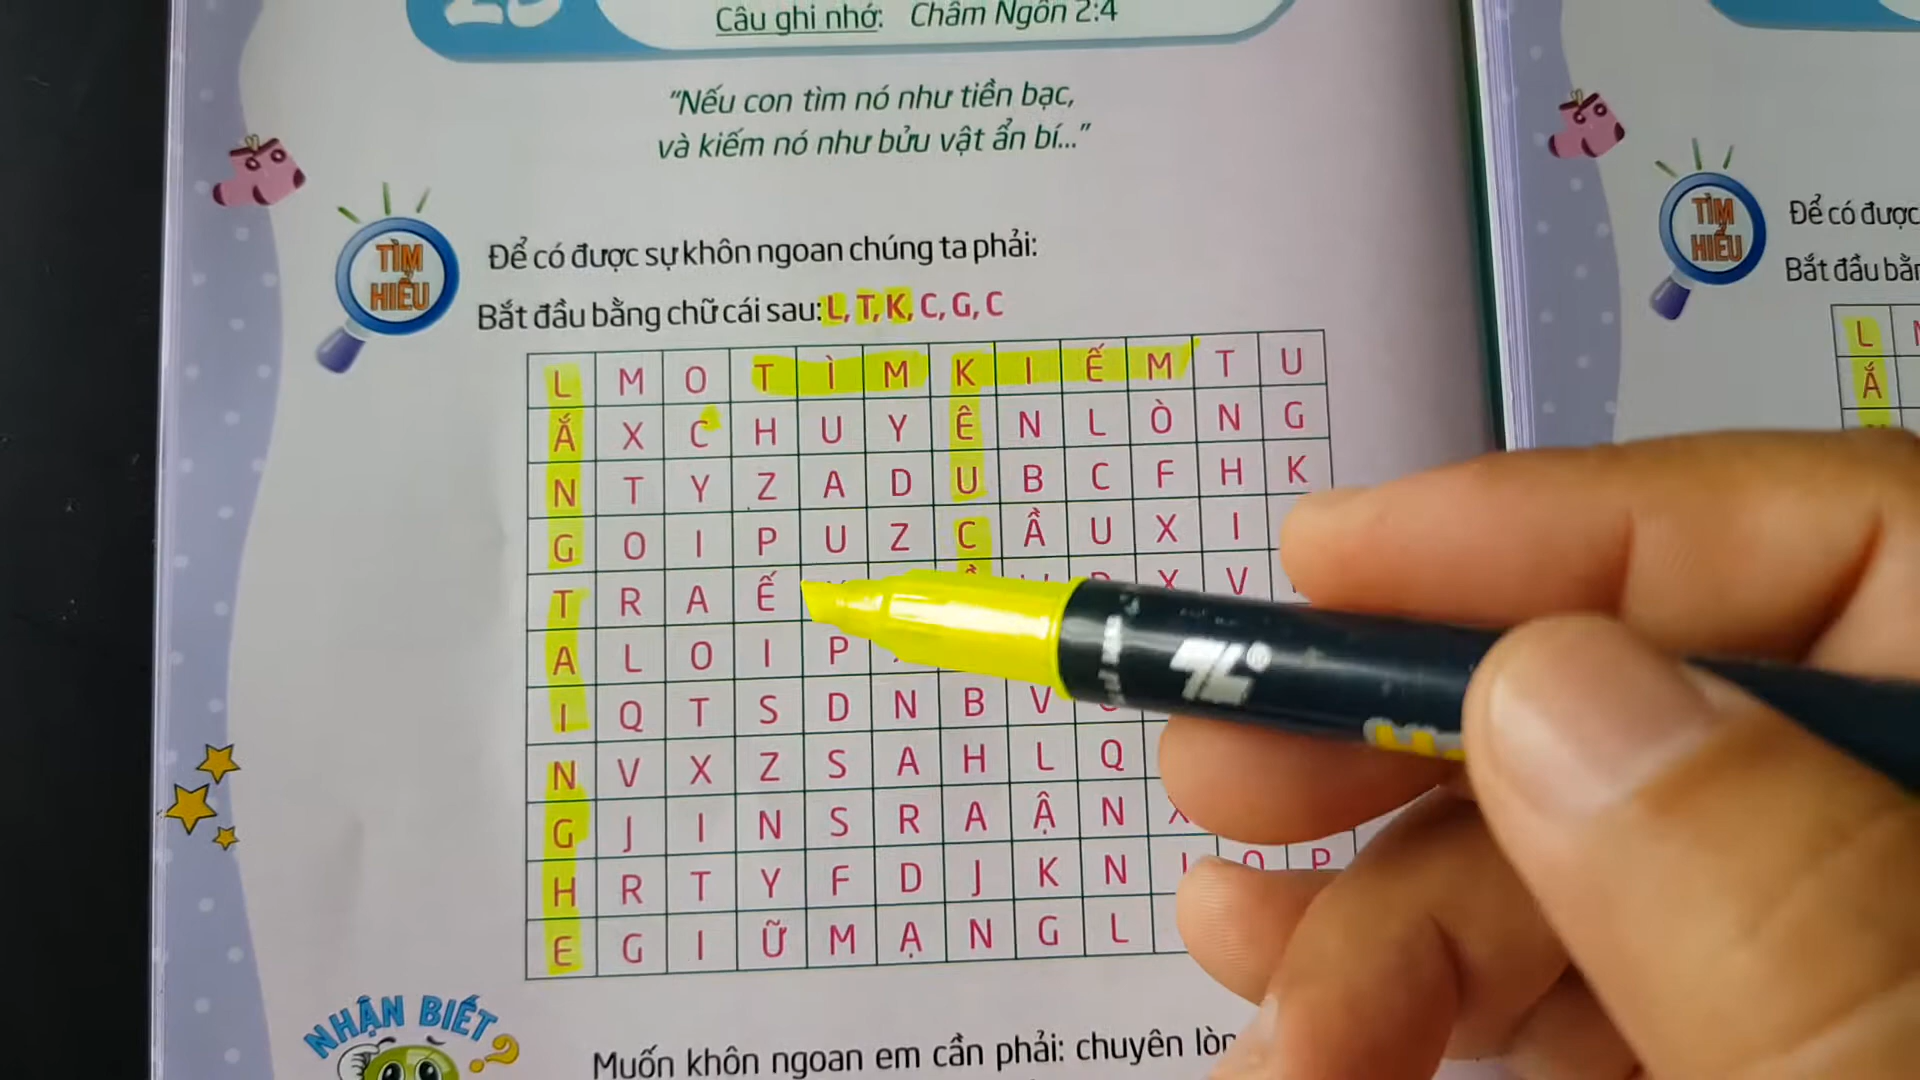 Câu ghi nhớ: Châm Ngôn 2:4
“Nếu con tìm nó như tiền bạc,
và kiếm nó như bửu vật ẩn bí...”
TÌM
HIỂU
Để có được sự khôn ngoan chúng ta phải:
Bắt đầu bằng chữ cái sau: L, T, K, C, G, C
L M O T Ì M K I Ế M T U
Ắ X C H U Y Ê N L Ò N G
N T Y Z A D U B C F H K
G O I P U Z C Ầ U X I
T R A Ế X V
A L O I P
I Q T S D N B V
N V X Z S A H L Q
G J I N S R A Ậ N X
H R T Y F D J K N I O P
E G I Ữ M Ạ N G L
NHẬN BIẾT?
Muốn khôn ngoan em cần phải: chuyên
TÌM
HIỂU
Để có được
Bắt đầu
L
Ắ